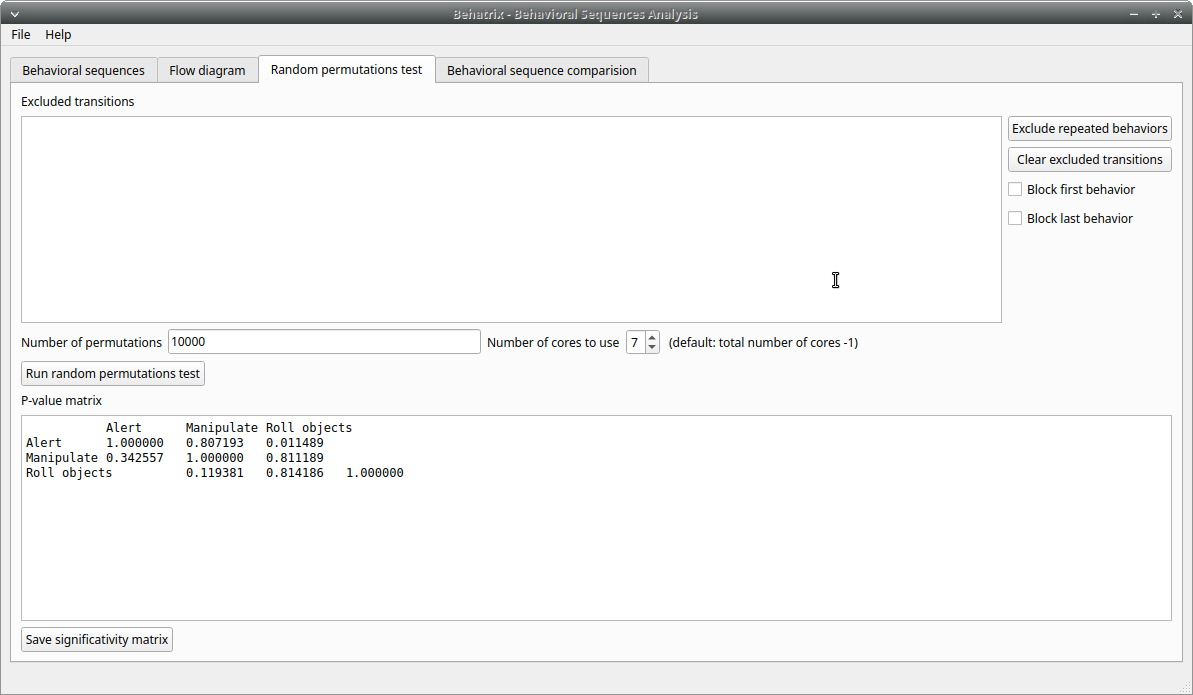 Behatrix - Behavioral Sequences Analysis
File Help
Behavioral sequences Flow diagram Random permutations test Behavioral sequence comparision
Excluded transitions
Exclude repeated behaviors
Clear excluded transitions
Block first behavior
Block last behavior
Number of permutations 10000 Number of cores to use 7 (default: total number of cores -1)
Run random permutations test
P-value matrix
Alert Manipulate Roll objects
Alert 1.000000 0.807193 0.011489
Manipulate 0.342557 1.000000 0.811189
Roll objects 0.119381 0.814186 1.000000
Save significativity matrix